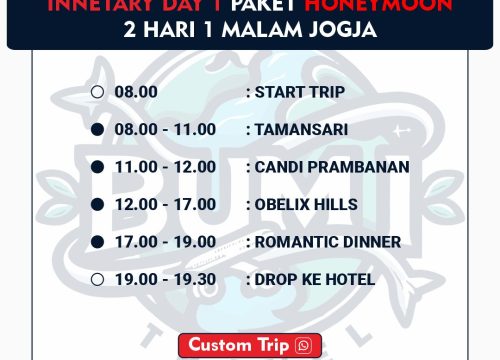 INNETARY DAY 1 PAKET HONEYMOON
2 HARI 1 MALAM JOGJA
08.00 : START TRIP
08.00 - 11.00 : TAMANSARI
11.00 - 12.00 : CANDI PRAMBANAN
12.00 - 17.00 : OBELIX HILLS
17.00 - 19.00 : ROMANTIC DINNER
19.00 - 19.30 : DROP KE HOTEL
BUMI
Custom Trip